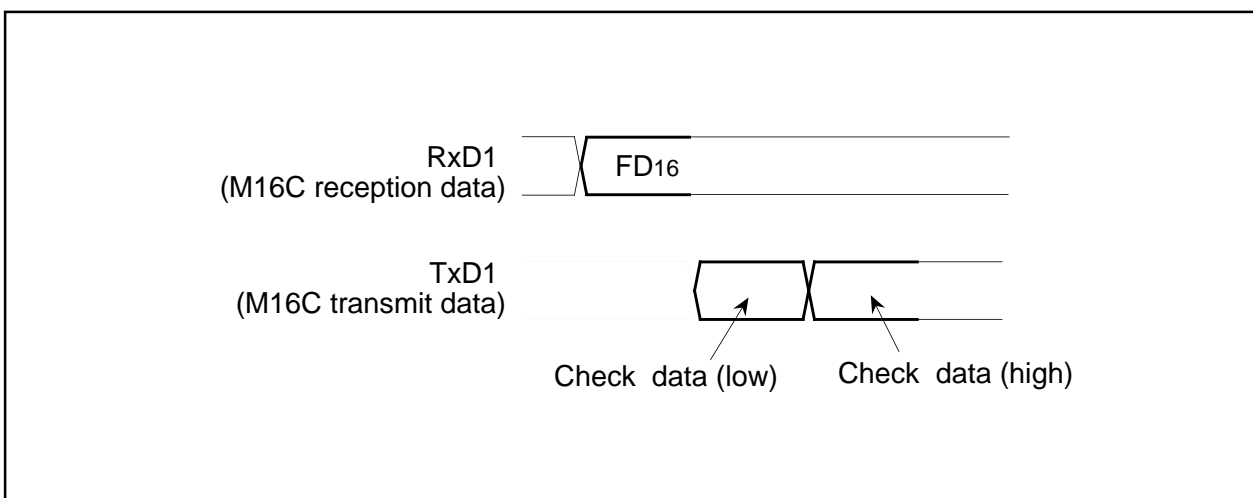 RxD1
(M16C reception data)
FD16
TxD1
(M16C transmit data)
Check data (low)
Check data (high)